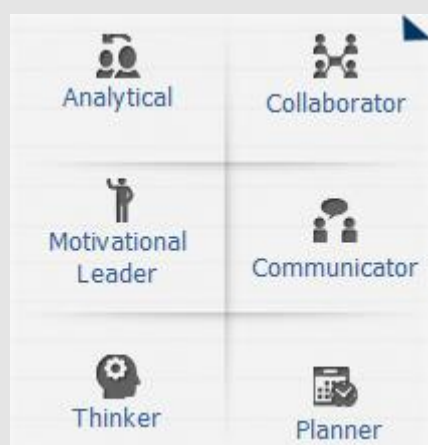 Analytical
Collaborator
Motivational
Leader
Communicator
Thinker
Planner